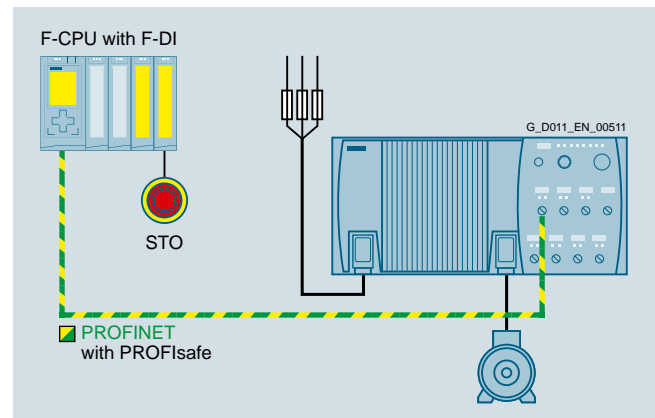 F-CPU with F-DI
G_D011_EN_00511
STO
PROFINET
with PROFIsafe